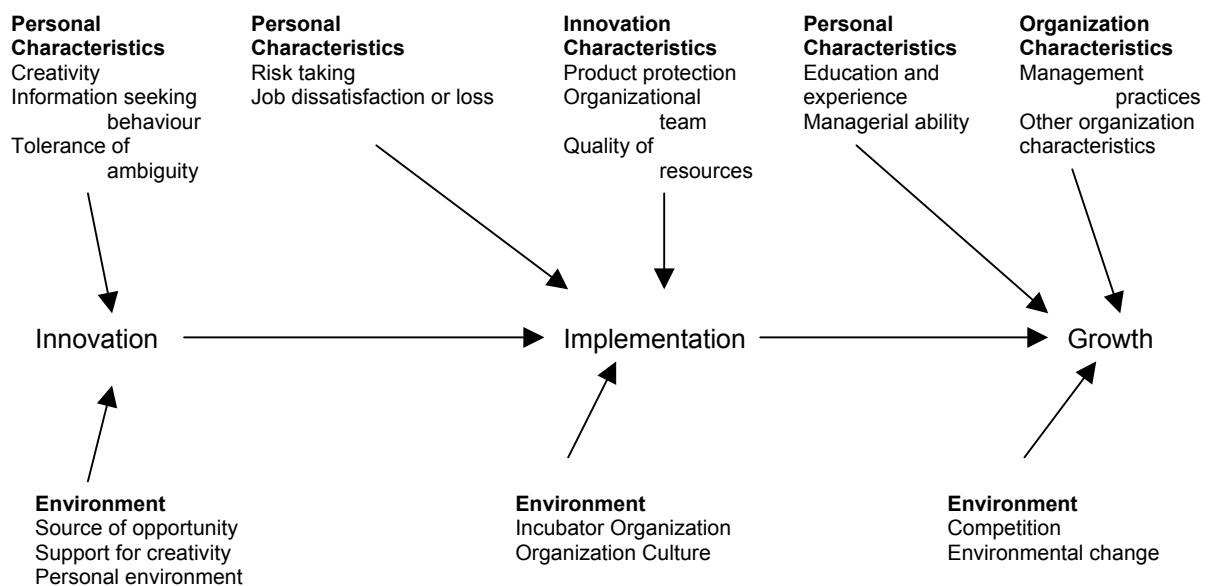 Personal
Characteristics
Creativity
Information seeking
behaviour
Tolerance of
ambiguity
Personal
Characteristics
Risk taking
Job dissatisfaction or loss
Innovation
Characteristics
Product protection
Organizational
team
Quality of
resources
Personal
Characteristics
Education and
experience
Managerial ability
Organization
Characteristics
Management
practices
Other organization
characteristics
Innovation
Implementation
Growth
Environment
Source of opportunity
Support for creativity
Personal environment
Environment
Incubator Organization
Organization Culture
Environment
Competition
Environmental change